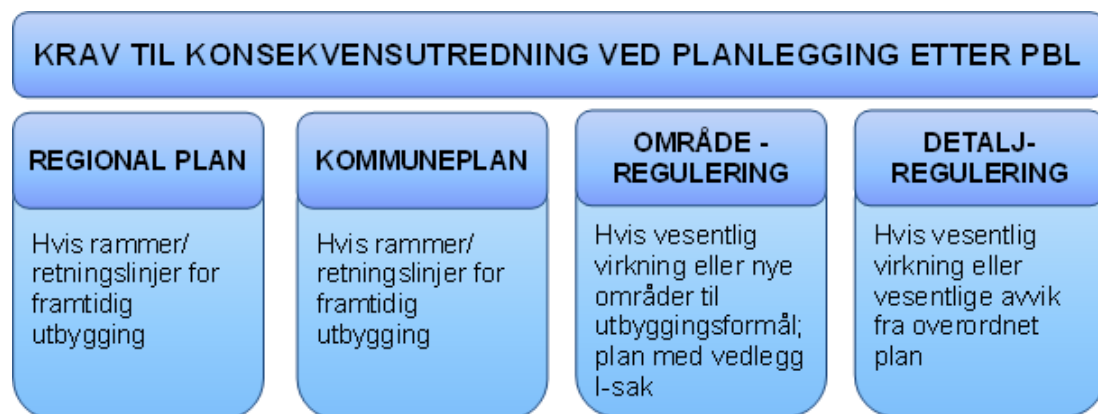 KRAV TIL KONSEKVENSUTREDNING VED PLANLEGGING ETTER PBL
REGIONAL PLAN
Hvis rammer/
retningslinjer for
framtidig
utbygging
KOMMUNEPLAN
Hvis rammer/
retningslinjer for
framtidig
utbygging
OMRÅDE -
REGULERING
Hvis vesentlig
virkning eller nye
områder til
utbyggingsformål;
plan med vedlegg
I-sak
DETALJ-
REGULERING
Hvis vesentlig
virkning eller
vesentlige avvik
fra overordnet
plan